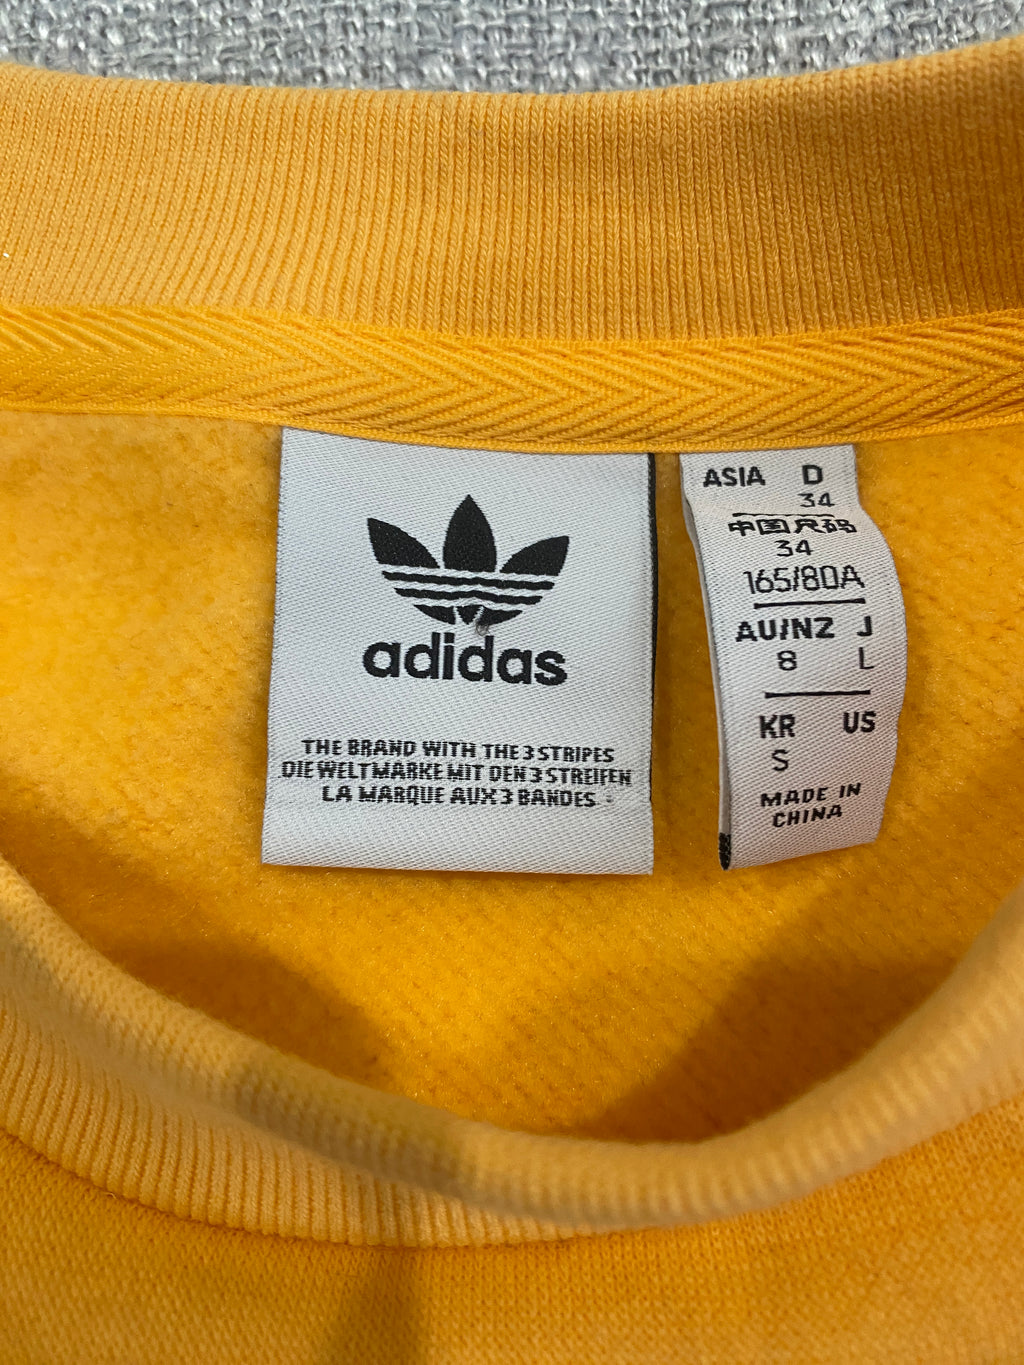 adidas
THE BRAND WITH THE 3 STRIPES
DIE WELTMARKE MIT DEN 3 STREIFEN
LA MARQUE AUX 3 BANDES
ASIA D
34
中国尺码
34
165/80A
AU/NZ J
8 L
KR US
S
MADE IN
CHINA